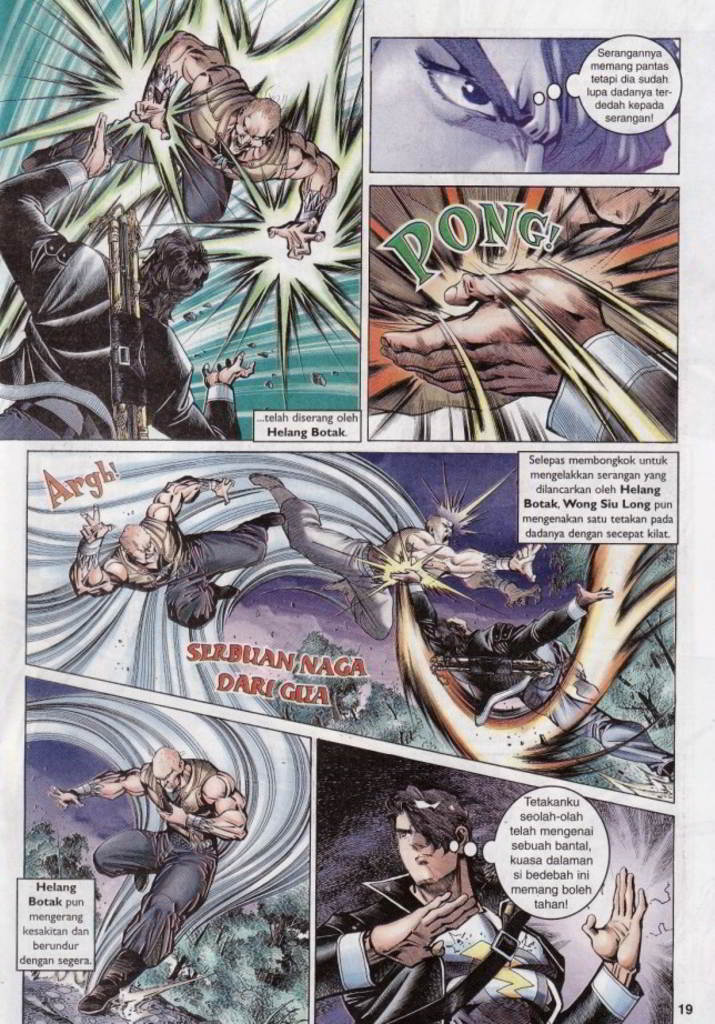 ...telah diserang oleh
Helang Botak.
Serangannya
memang pantas
tetapi dia sudah
lupa dadanya ter-
dedah kepada
serangan!
PONG!
Argh!
Selepas membongkok untuk
mengelakkan serangan yang
dilancarkan oleh Helang
Botak, Wong Siu Long pun
mengenakan satu tetakan pada
dadanya dengan secepat kilat.
SERBUAN NAGA
DARI GUA
Helang
Botak pun
mengerang
kesakitan dan
berundur
dengan segera.
Tetakanku
seolah-olah
telah mengenai
sebuah bantal,
kuasa dalaman
si bedebah ini
memang boleh
tahan!
19